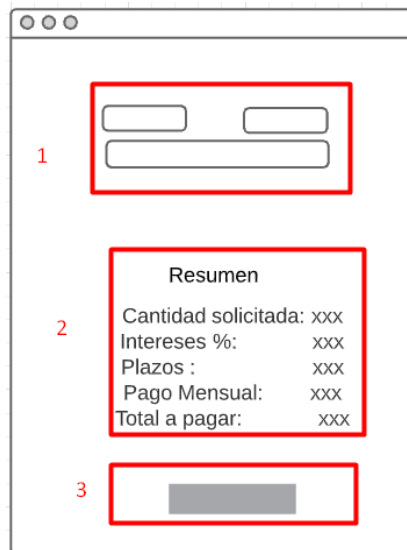 1
2
Resumen
Cantidad solicitada: xxx
Intereses %: xxx
Plazos : xxx
Pago Mensual: xxx
Total a pagar: xxx
3